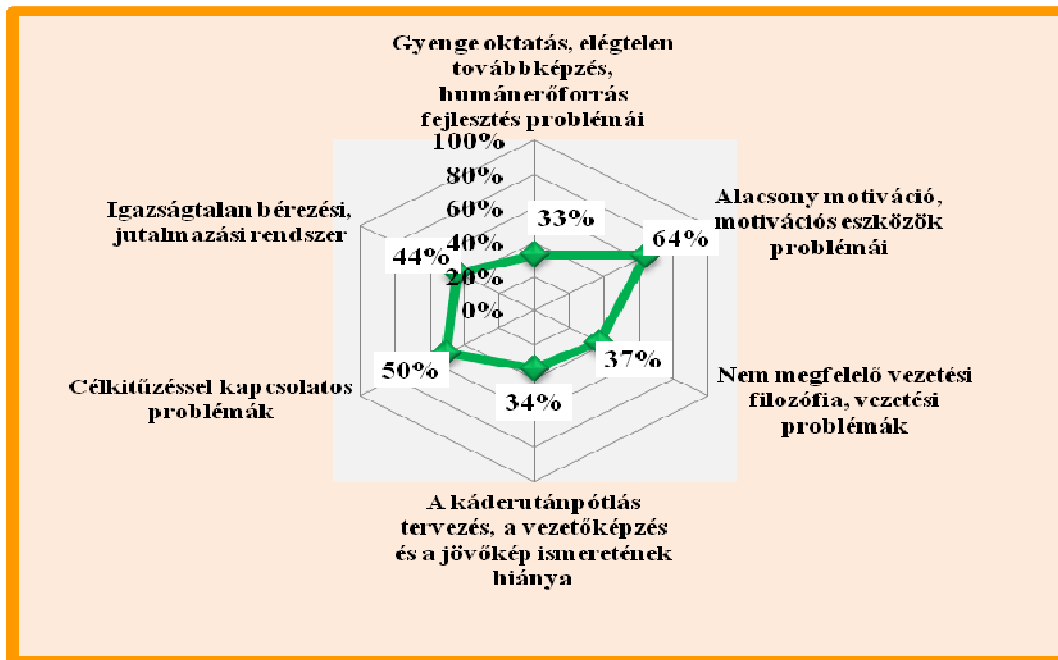 Gyenge oktatás, elégtelen
továbbképzés,
humánerőforrás
fejlesztés problémái
100%
80%
60%
40%
20%
0%
33%
Alacsony motiváció,
motivációs eszközök
problémái
64%
Nem megfelelő vezetési
filozófia, vezetési
problémák
37%
A káderutánpótlás
tervezés, a vezetőképzés
és a jövőkép ismeretének
hiánya
34%
Célkitűzéssel kapcsolatos
problémák
50%
Igazságtalan bérezési,
jutalmazási rendszer
44%